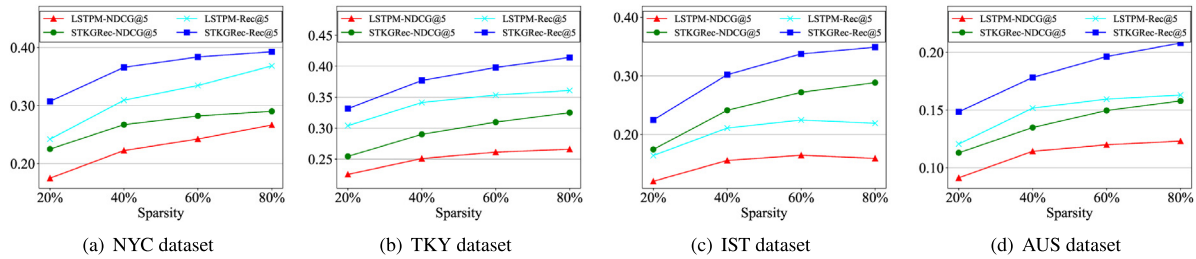 LSTPM-NDCG@5 LSTPM-Rec@5
STKGRec-NDCG@5 STKGRec-Rec@5
0.40
0.30
0.20
20% 40% 60% 80%
Sparsity
(a) NYC dataset
LSTPM-NDCG@5 LSTPM-Rec@5
STKGRec-NDCG@5 STKGRec-Rec@5
0.45
0.40
0.35
0.30
0.25
20% 40% 60% 80%
Sparsity
(b) TKY dataset
LSTPM-NDCG@5 LSTPM-Rec@5
STKGRec-NDCG@5 STKGRec-Rec@5
0.40
0.30
0.20
20% 40% 60% 80%
Sparsity
(c) IST dataset
LSTPM-NDCG@5 LSTPM-Rec@5
STKGRec-NDCG@5 STKGRec-Rec@5
0.20
0.15
0.10
20% 40% 60% 80%
Sparsity
(d) AUS dataset